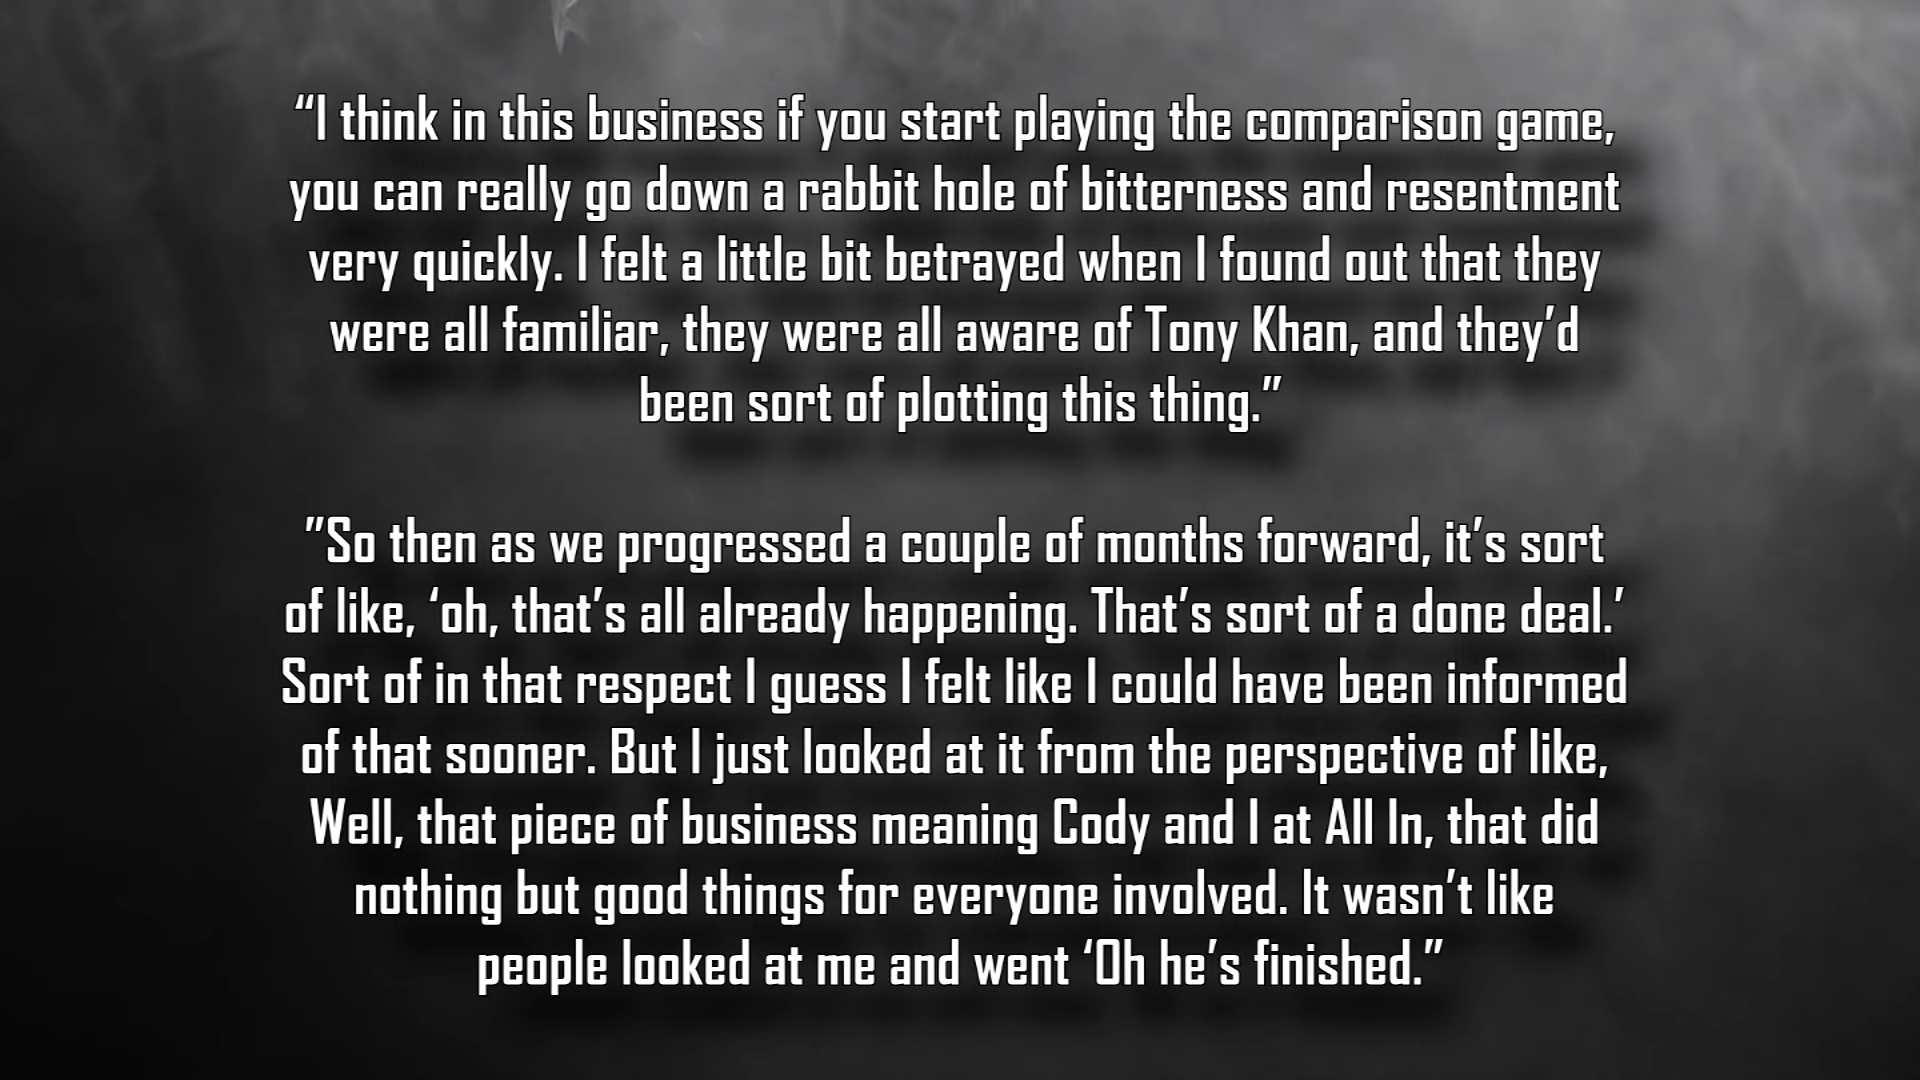 “I think in this business if you start playing the comparison game,
you can really go down a rabbit hole of bitterness and resentment
very quickly. I felt a little bit betrayed when I found out that they
were all familiar, they were all aware of Tony Khan, and they’d
been sort of plotting this thing.”
”So then as we progressed a couple of months forward, it’s sort
of like, ‘oh, that’s all already happening. That’s sort of a done deal.’
Sort of in that respect I guess I felt like I could have been informed
of that sooner. But I just looked at it from the perspective of like,
Well, that piece of business meaning Cody and I at All In, that did
nothing but good things for everyone involved. It wasn’t like
people looked at me and went ‘Oh he’s finished.”